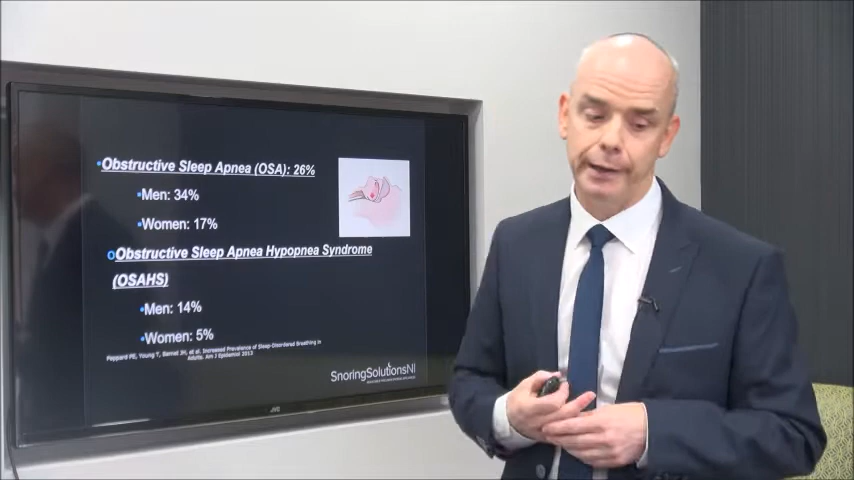 •Obstructive Sleep Apnea (OSA): 26%
•Men: 34%
•Women: 17%
oObstructive Sleep Apnea Hypopnea Syndrome
(OSAHS)
•Men: 14%
•Women: 5%
Peppard PE, Young T, Barnet JH, et al. Increased Prevalence of Sleep-Disordered Breathing in
Adults. Am J Epidemiol 2013
SnoringSolutionsNI
JVC